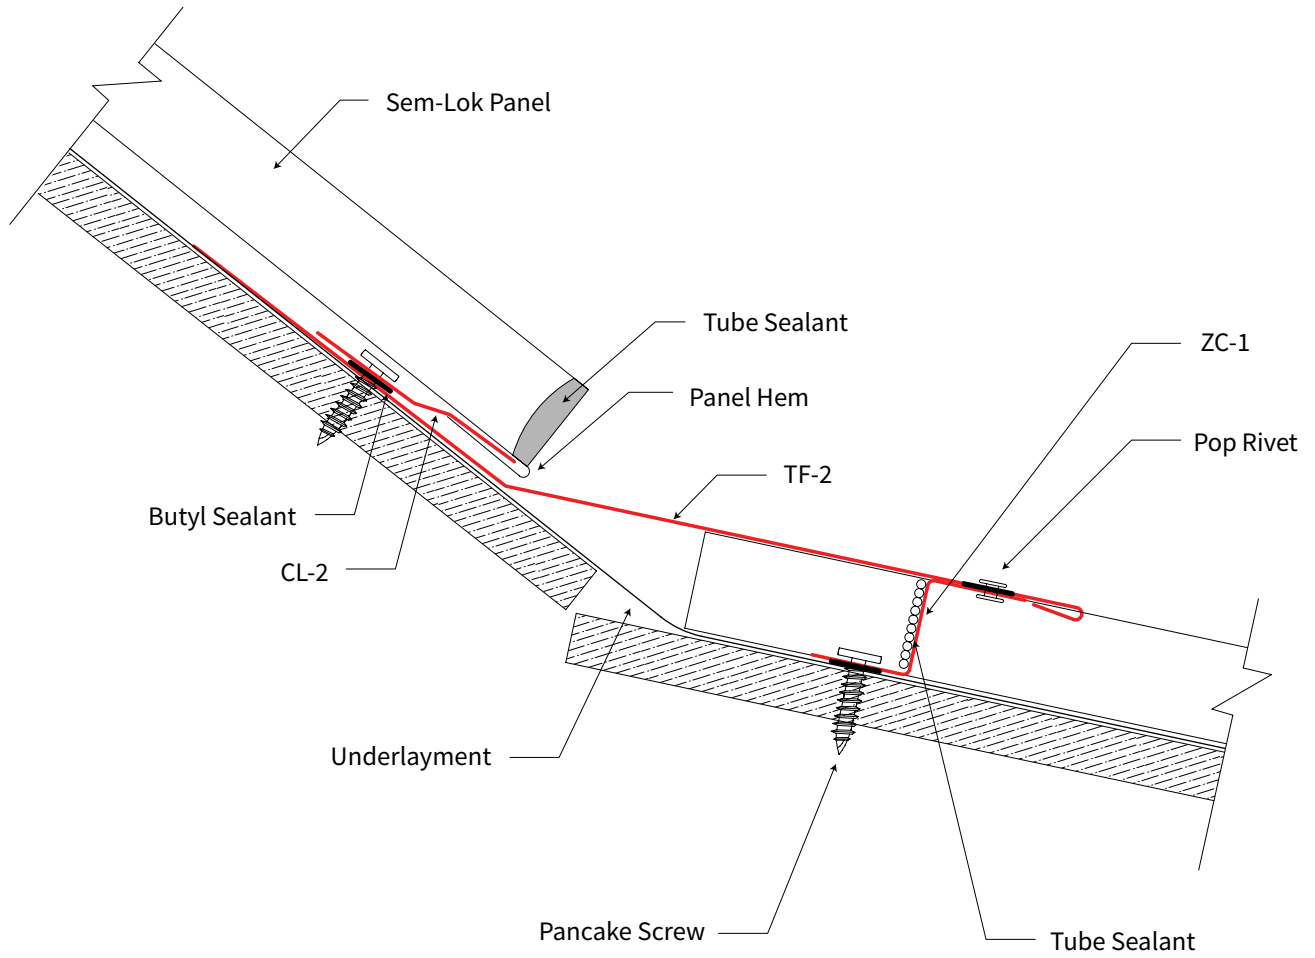 Sem-Lok Panel
Tube Sealant
ZC-1
Panel Hem
Pop Rivet
TF-2
Butyl Sealant
CL-2
Underlayment
Pancake Screw
Tube Sealant